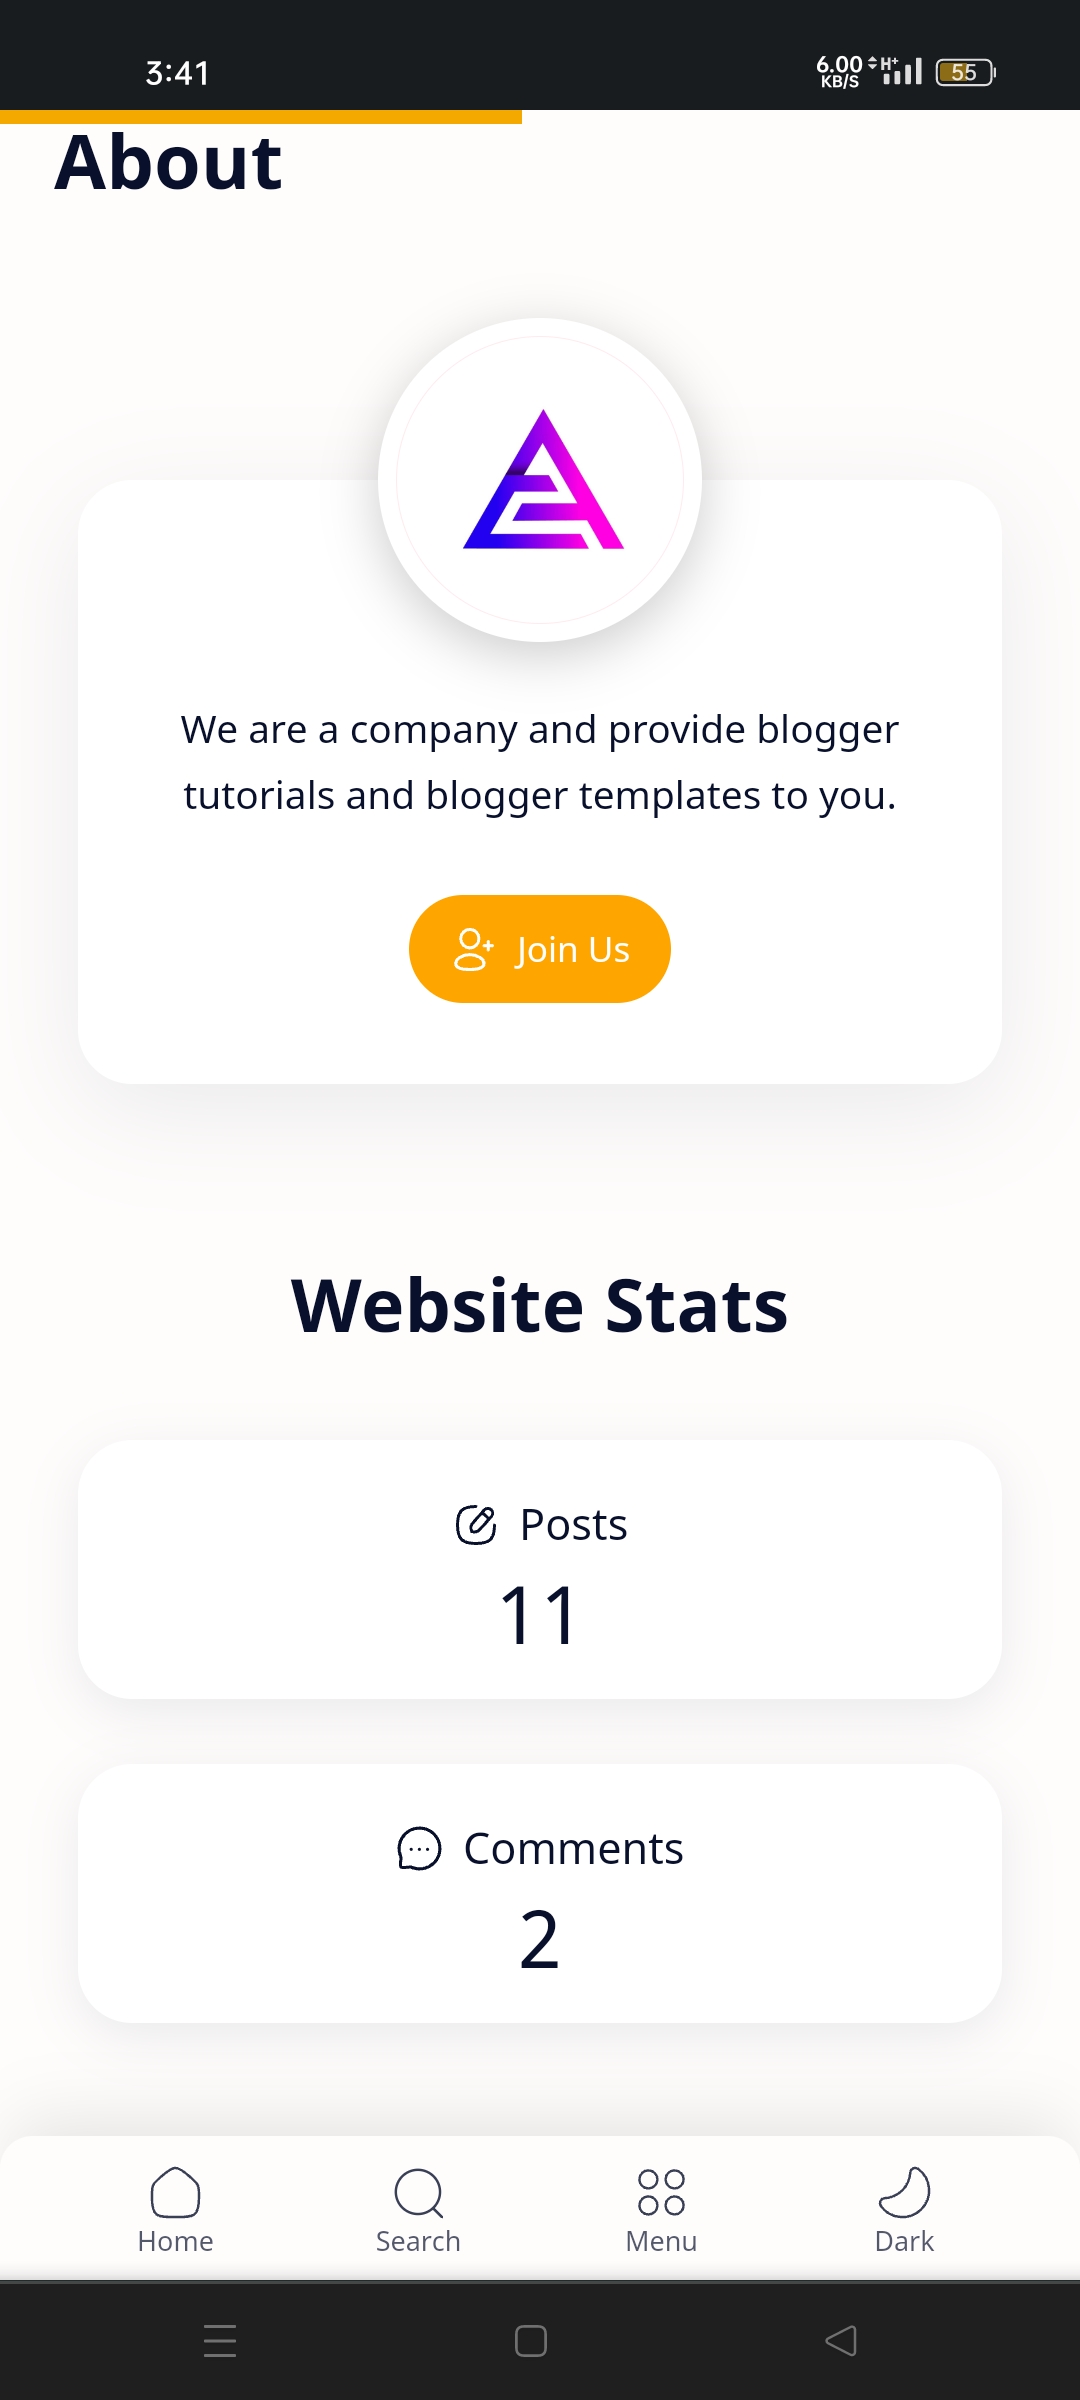 3:41
6.00
KB/S
H+
55
About
We are a company and provide blogger
tutorials and blogger templates to you.
Join Us
Website Stats
Posts
11
Comments
2
Home
Search
Menu
Dark